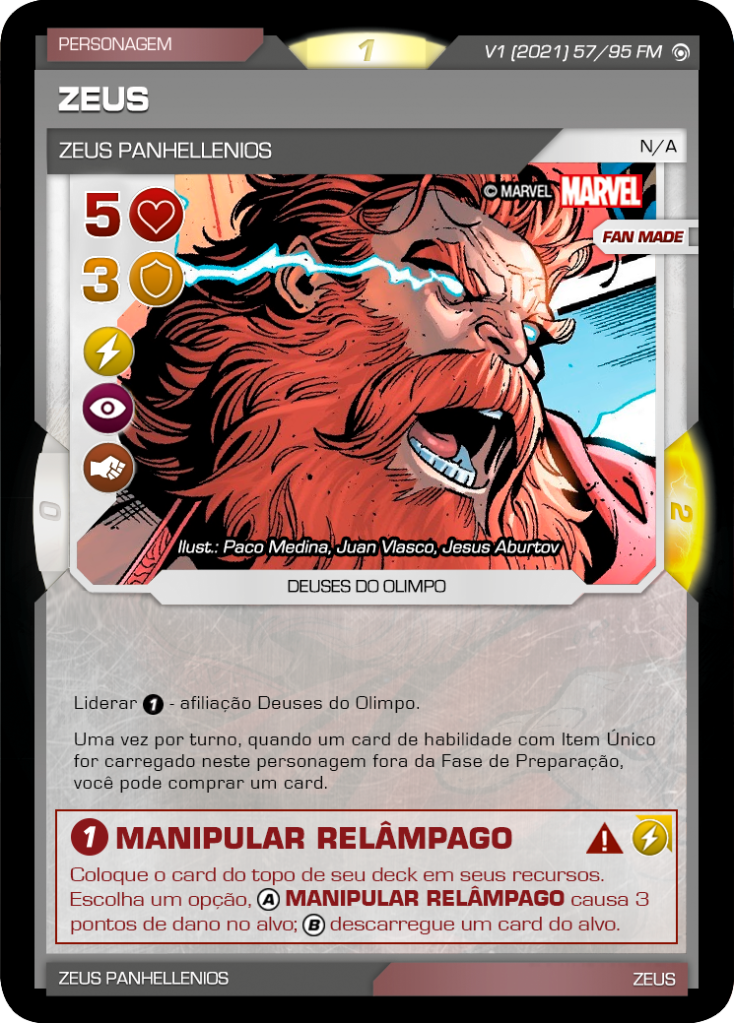 PERSONAGEM
1
V1 (2021) 57/95 FM
ZEUS
ZEUS PANHELLENIOS
N/A
© MARVEL MARVEL
5
FAN MADE
3
0
2
Ilust.: Paco Medina, Juan Vlasco, Jesus Aburtov
DEUSES DO OLIMPO
Liderar 1 - afiliação Deuses do Olimpo.
Uma vez por turno, quando um card de habilidade com Item Único
for carregado neste personagem fora da Fase de Preparação,
você pode comprar um card.
1 MANIPULAR RELÂMPAGO
Coloque o card do topo de seu deck em seus recursos.
Escolha um opção, A MANIPULAR RELÂMPAGO causa 3
pontos de dano no alvo; B descarregue um card do alvo.
ZEUS PANHELLENIOS
ZEUS